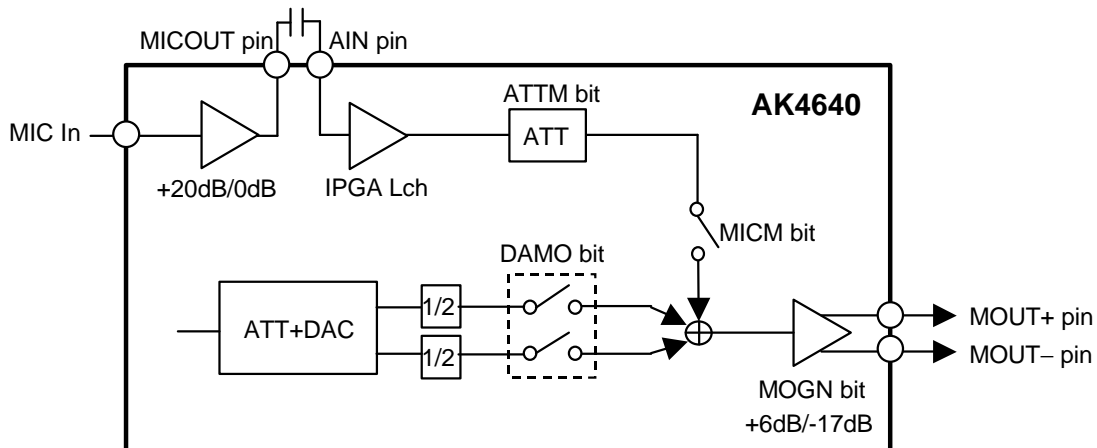 MICOUT pin
AIN pin
ATTM bit
AK4640
MIC In
ATT
+20dB/0dB
IPGA Lch
MICM bit
DAMO bit
ATT+DAC
1/2
1/2
MOUT+ pin
MOUT− pin
MOGN bit
+6dB/-17dB